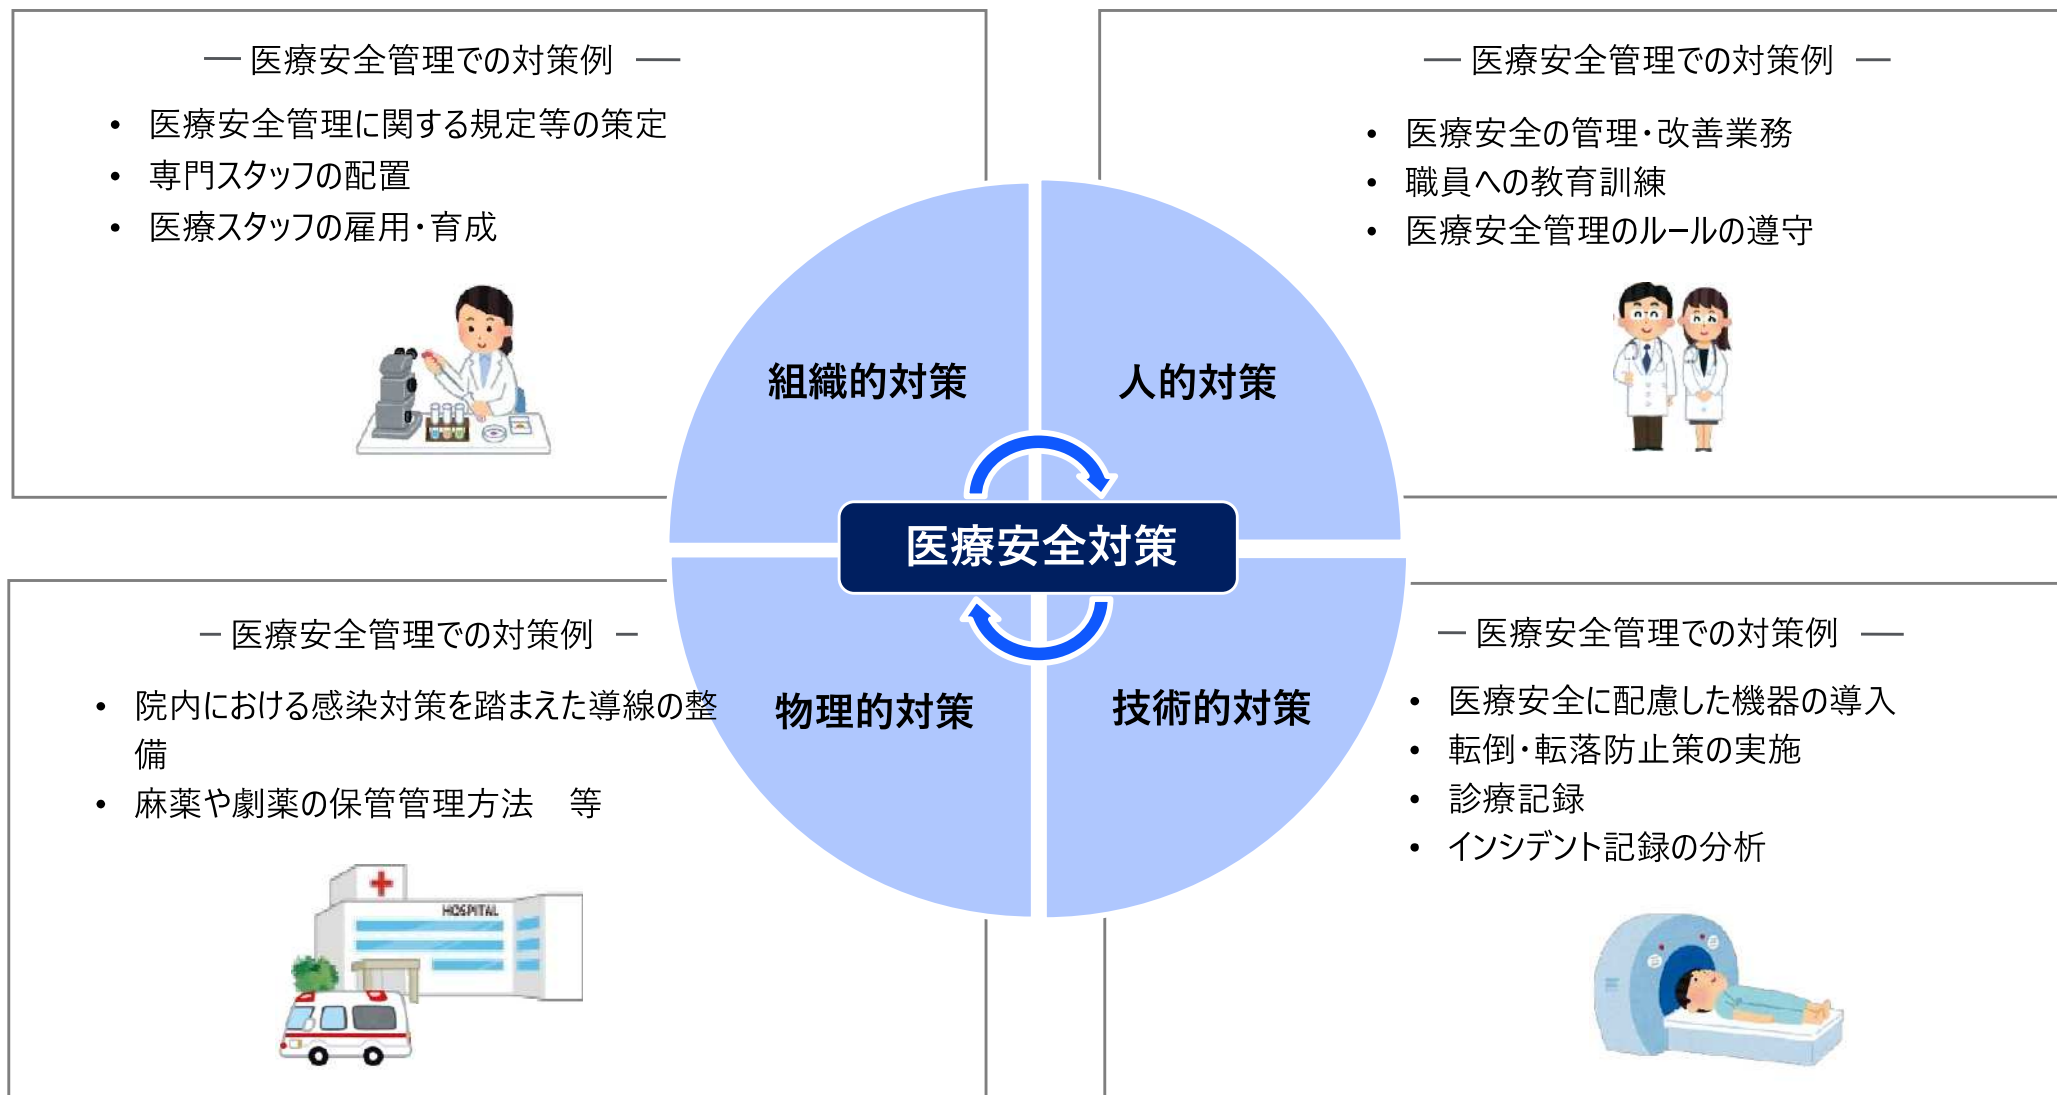 医療安全管理での対策例
• 医療安全管理に関する規定等の策定
• 専門スタッフの配置
• 医療スタッフの雇用・育成
医療安全管理での対策例
• 医療安全の管理・改善業務
• 職員への教育訓練
• 医療安全管理のルールの遵守
組織的対策
人的対策
医療安全対策
物理的対策
技術的対策
医療安全管理での対策例
• 院内における感染対策を踏まえた導線の整
備
• 麻薬や劇薬の保管管理方法　等
HOSPITAL
医療安全管理での対策例
• 医療安全に配慮した機器の導入
• 転倒・転落防止策の実施
• 診療記録
• インシデント記録の分析